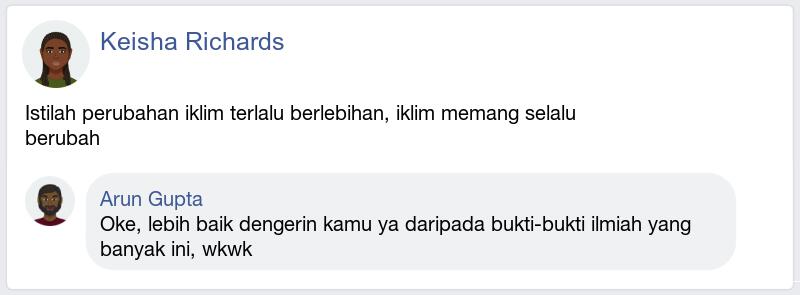 Keisha Richards
Istilah perubahan iklim terlalu berlebihan, iklim memang selalu
berubah
Arun Gupta
Oke, lebih baik dengerin kamu ya daripada bukti-bukti ilmiah yang
banyak ini, wkwk